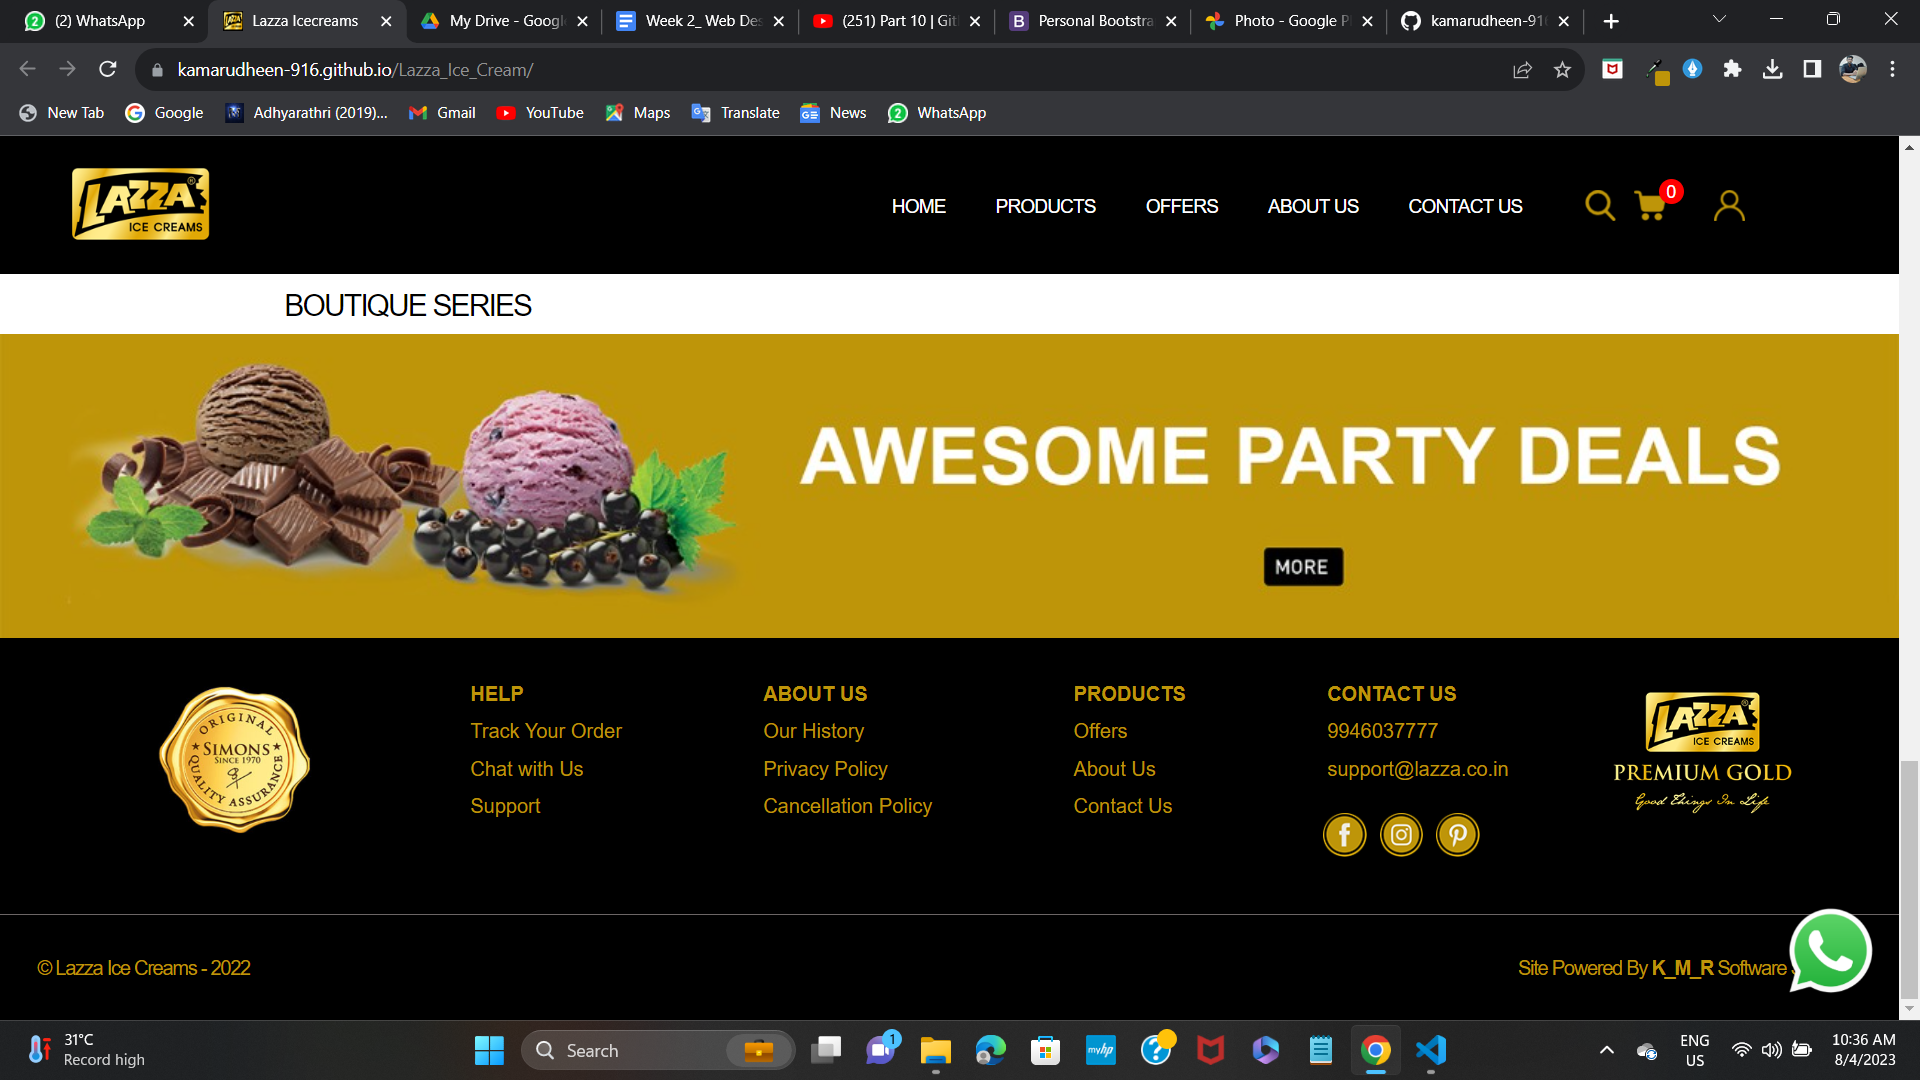 (2) WhatsApp
Lazza Icecreams
My Drive - Googl
Week 2_ Web Des
(251) Part 10 | Git
Personal Bootstra
Photo - Google P
kamarudheen-916
kamarudheen-916.github.io/Lazza_Ice_Cream/
New Tab
Google
Adhyarathri (2019)...
Gmail
YouTube
Maps
Translate
News
WhatsApp
LAZZA®
ICE CREAMS
HOME
PRODUCTS
OFFERS
ABOUT US
CONTACT US
0
BOUTIQUE SERIES
AWESOME PARTY DEALS
MORE
ORIGINAL
SIMONS
SINCE 1970
QUALITY ASSURANCE
HELP
Track Your Order
Chat with Us
Support
ABOUT US
Our History
Privacy Policy
Cancellation Policy
PRODUCTS
Offers
About Us
Contact Us
CONTACT US
9946037777
support@lazza.co.in
LAZZA®
ICE CREAMS
PREMIUM GOLD
Good Things In Life
© Lazza Ice Creams - 2022
Site Powered By K_M_R Software
31°C
Record high
Search
1
myhp
ENG
US
10:36 AM
8/4/2023